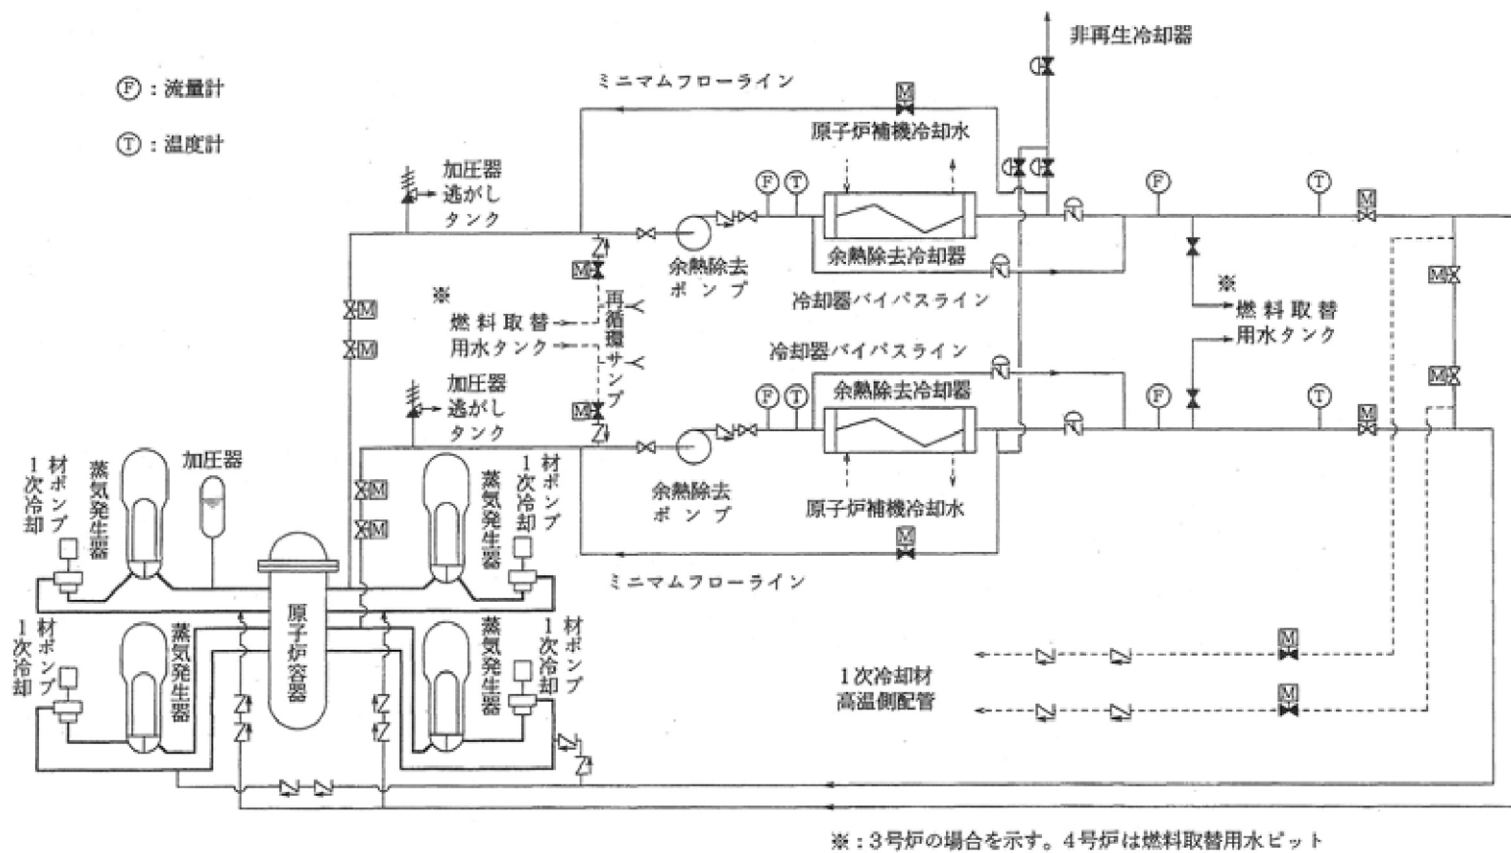 非再生冷却器
Ⓕ：流量計
ミニマムフローライン
M
原子炉補機冷却水
Ⓣ：温度計
加圧器
逃がし
タンク
F
T
F
T
M
余熱除去
ポンプ
余熱除去冷却器
M
M
※
燃料取替
用水タンク
再循環サンプ
冷却器バイパスライン
※
燃料取替
用水タンク
M
M
M
冷却器バイパスライン
加圧器
逃がし
タンク
M
F
T
余熱除去冷却器
F
T
M
M
余熱除去
ポンプ
原子炉補機冷却水
M
M
M
ミニマムフローライン
1次冷却
材ポンプ
蒸気発生器
加圧器
蒸気発生器
1次冷却
材ポンプ
原子炉容器
1次冷却
材ポンプ
蒸気発生器
蒸気発生器
1次冷却
材ポンプ
M
1次冷却材
高温側配管
M
※：3号炉の場合を示す。4号炉は燃料取替用水ピット